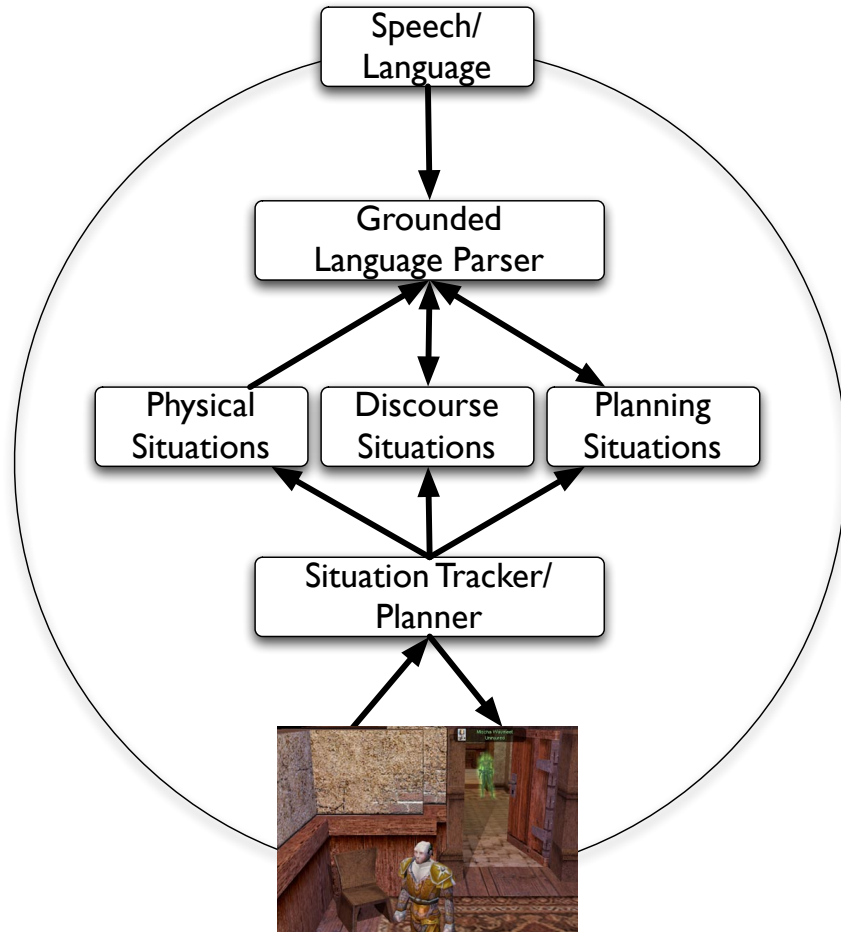 Speech/
Language
Grounded
Language Parser
Physical
Situations
Discourse
Situations
Planning
Situations
Situation Tracker/
Planner